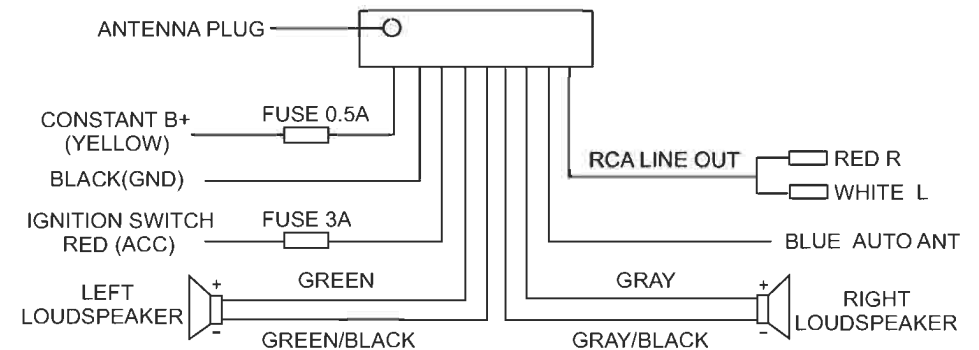 ANTENNA PLUG
CONSTANT B+
(YELLOW)
FUSE 0.5A
BLACK(GND)
IGNITION SWITCH
RED (ACC)
FUSE 3A
RCA LINE OUT
RED R
WHITE L
BLUE AUTO ANT
LEFT
LOUDSPEAKER
+
-
GREEN
GREEN/BLACK
GRAY
GRAY/BLACK
+
-
RIGHT
LOUDSPEAKER